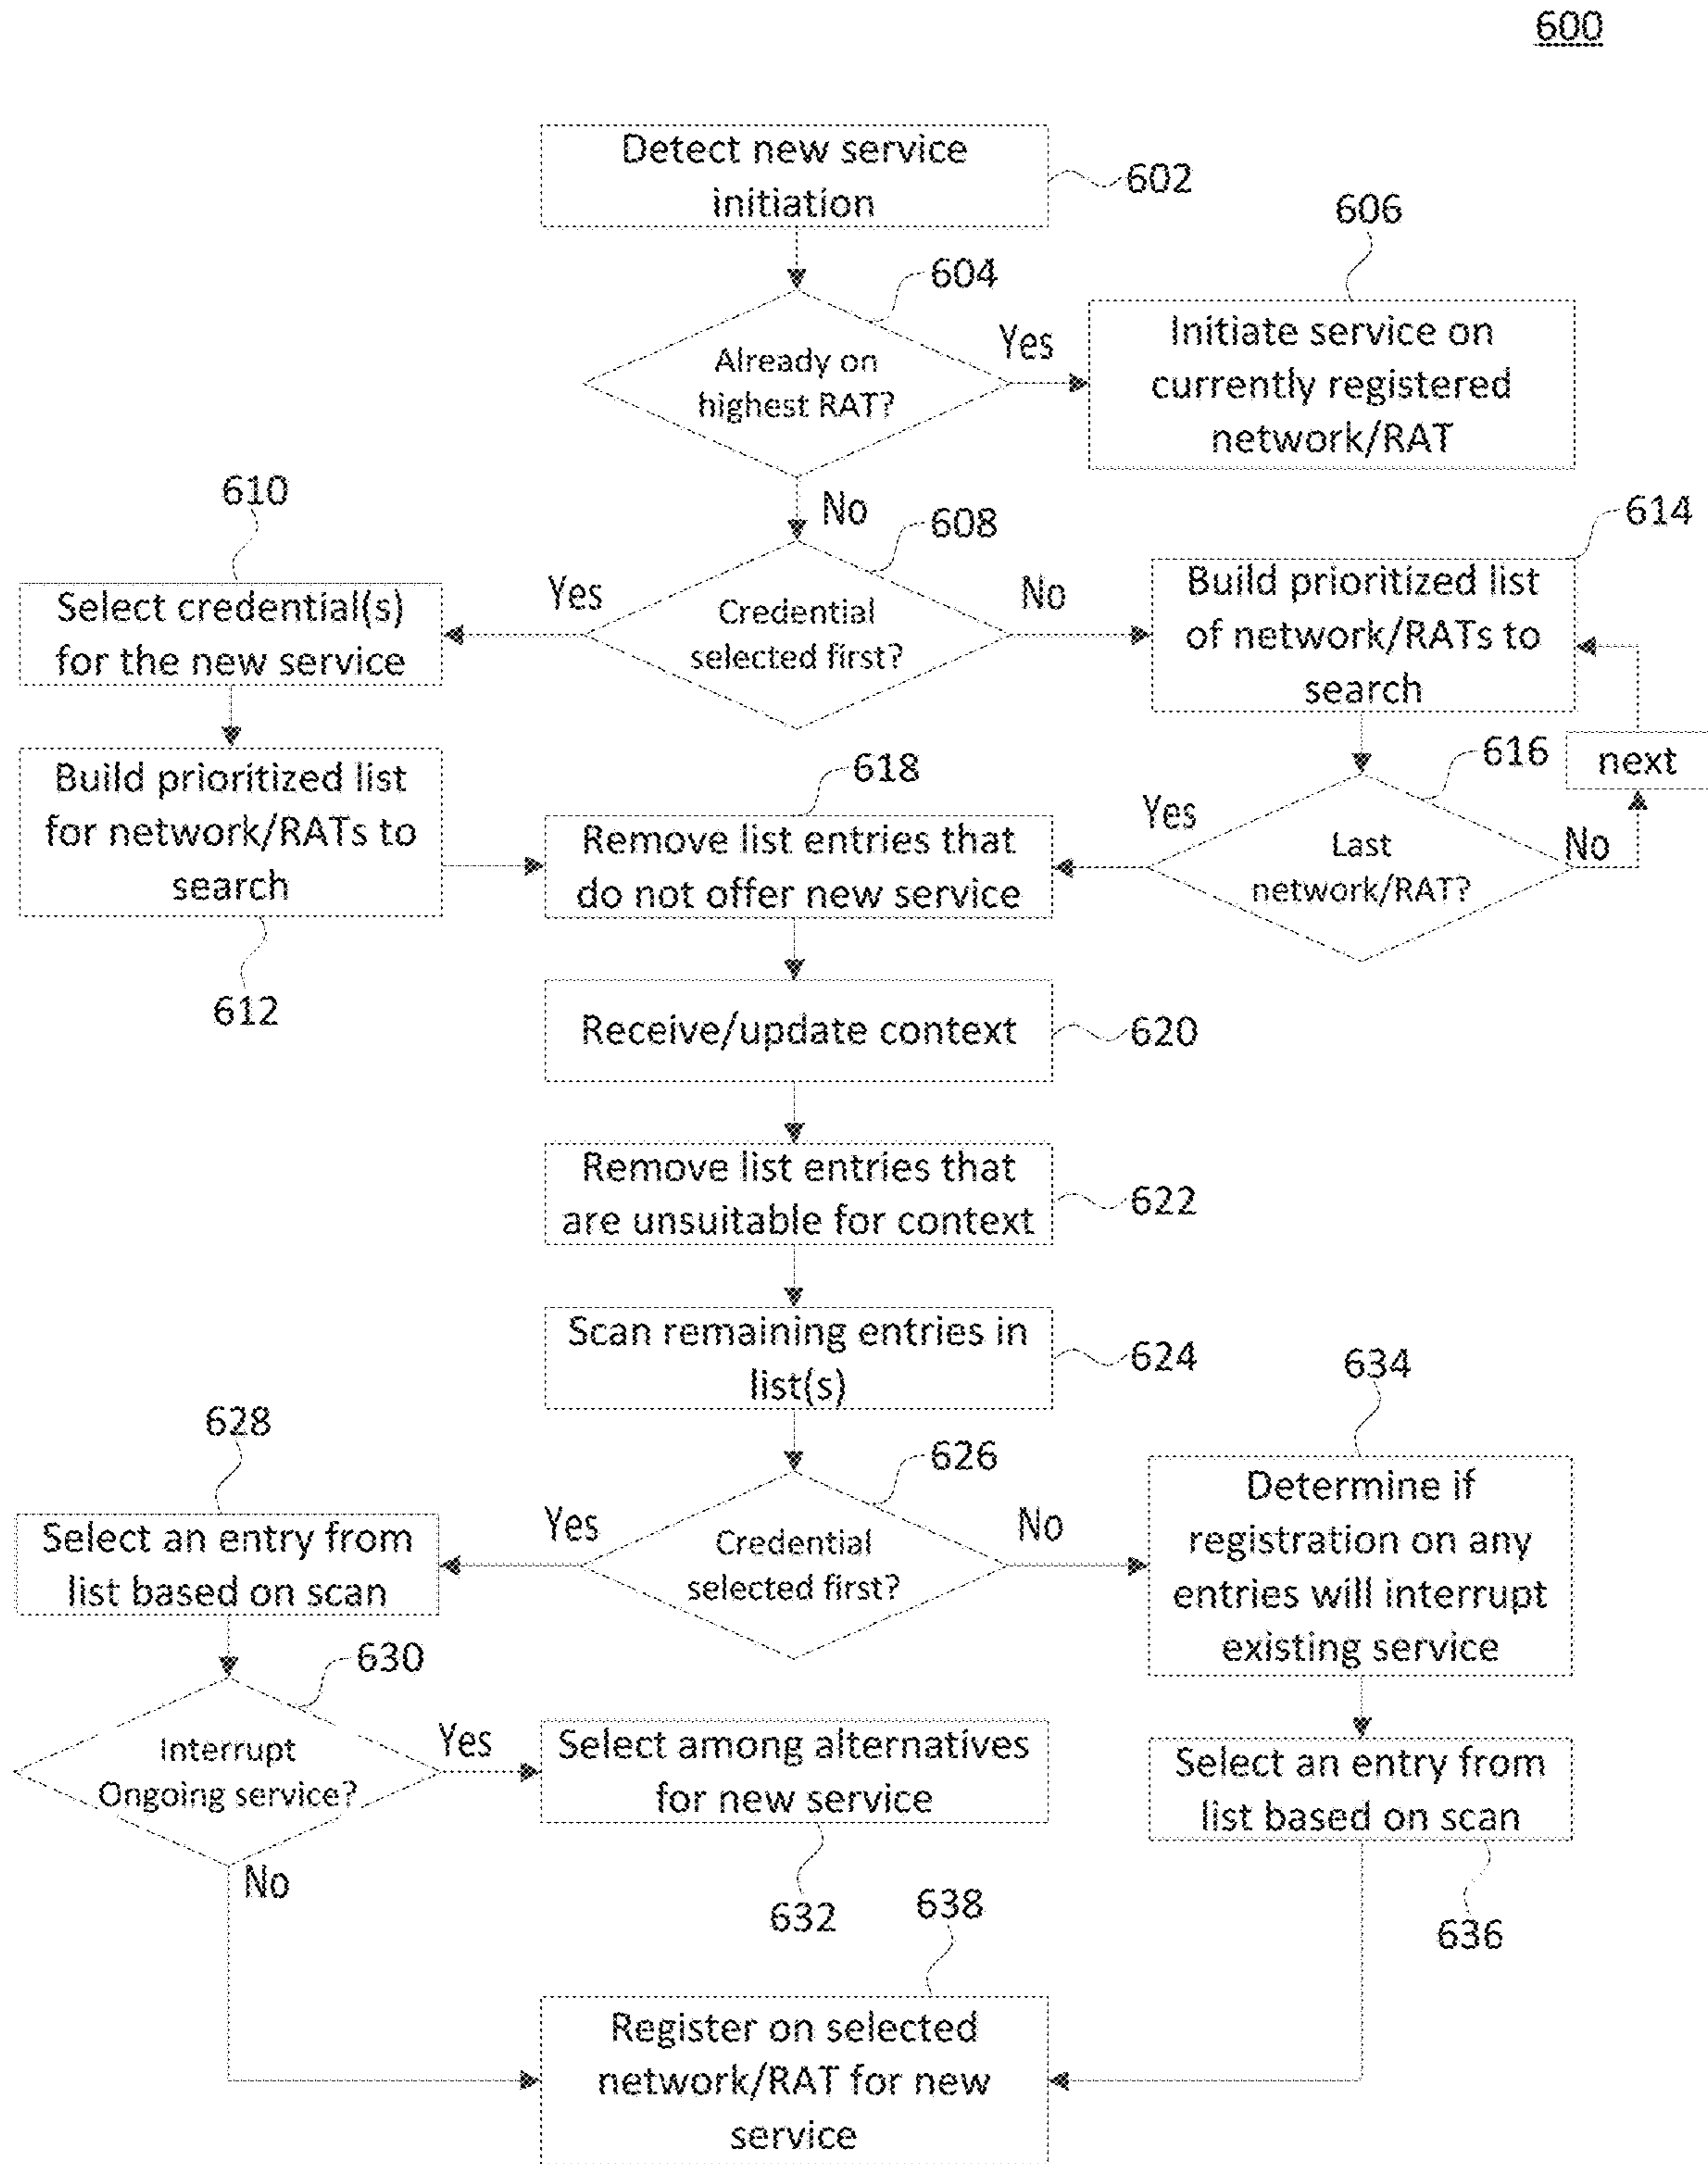 600
Detect new service
initiation
602
604
606
Already on
highest RAT?
Yes
Initiate service on
currently registered
network/RAT
No
608
610
614
Select credential(s)
for the new service
Yes
Credential
selected first?
No
Build prioritized list
of network/RATs to
search
next
616
Build prioritized list
for network/RATs to
search
612
618
Remove list entries that
do not offer new service
Yes
Last
network/RAT?
No
Receive/update context
620
Remove list entries that
are unsuitable for context
622
Scan remaining entries in
list(s)
624
626
628
634
Select an entry from
list based on scan
Yes
Credential
selected first?
No
Determine if
registration on any
entries will interrupt
existing service
630
Interrupt
Ongoing service?
Yes
Select among alternatives
for new service
632
Select an entry from
list based on scan
636
No
638
Register on selected
network/RAT for new
service